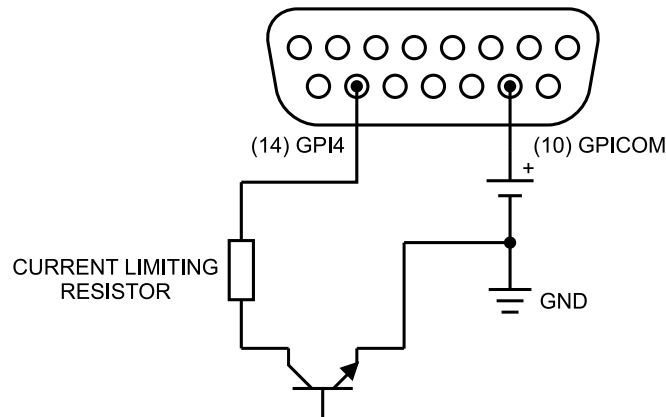 (14) GPI4
(10) GPICOM
+
CURRENT LIMITING
RESISTOR
GND